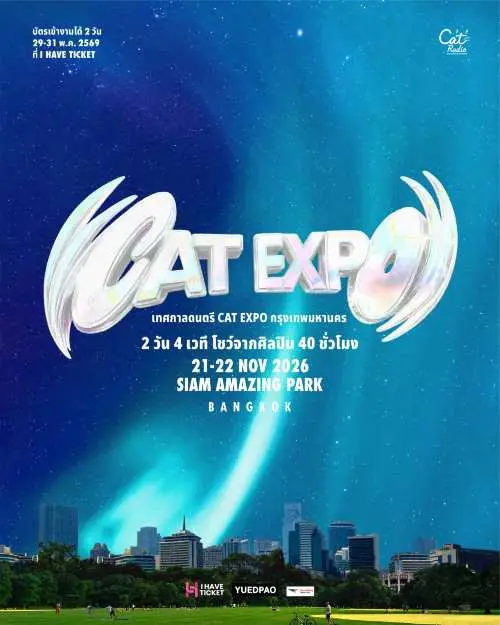 บัตรเข้างานได้ 2 วัน
29-31 พ.ค. 2569
ที่ I HAVE TICKET
Cat
Radio
CAT EXPO
เทศกาลดนตรี CAT EXPO กรุงเทพมหานคร
2 วัน 4 เวที โชว์จากศิลปิน 40 ชั่วโมง
21-22 NOV 2026
SIAM AMAZING PARK
BANGKOK
I HAVE
TICKET
YUEDPAO